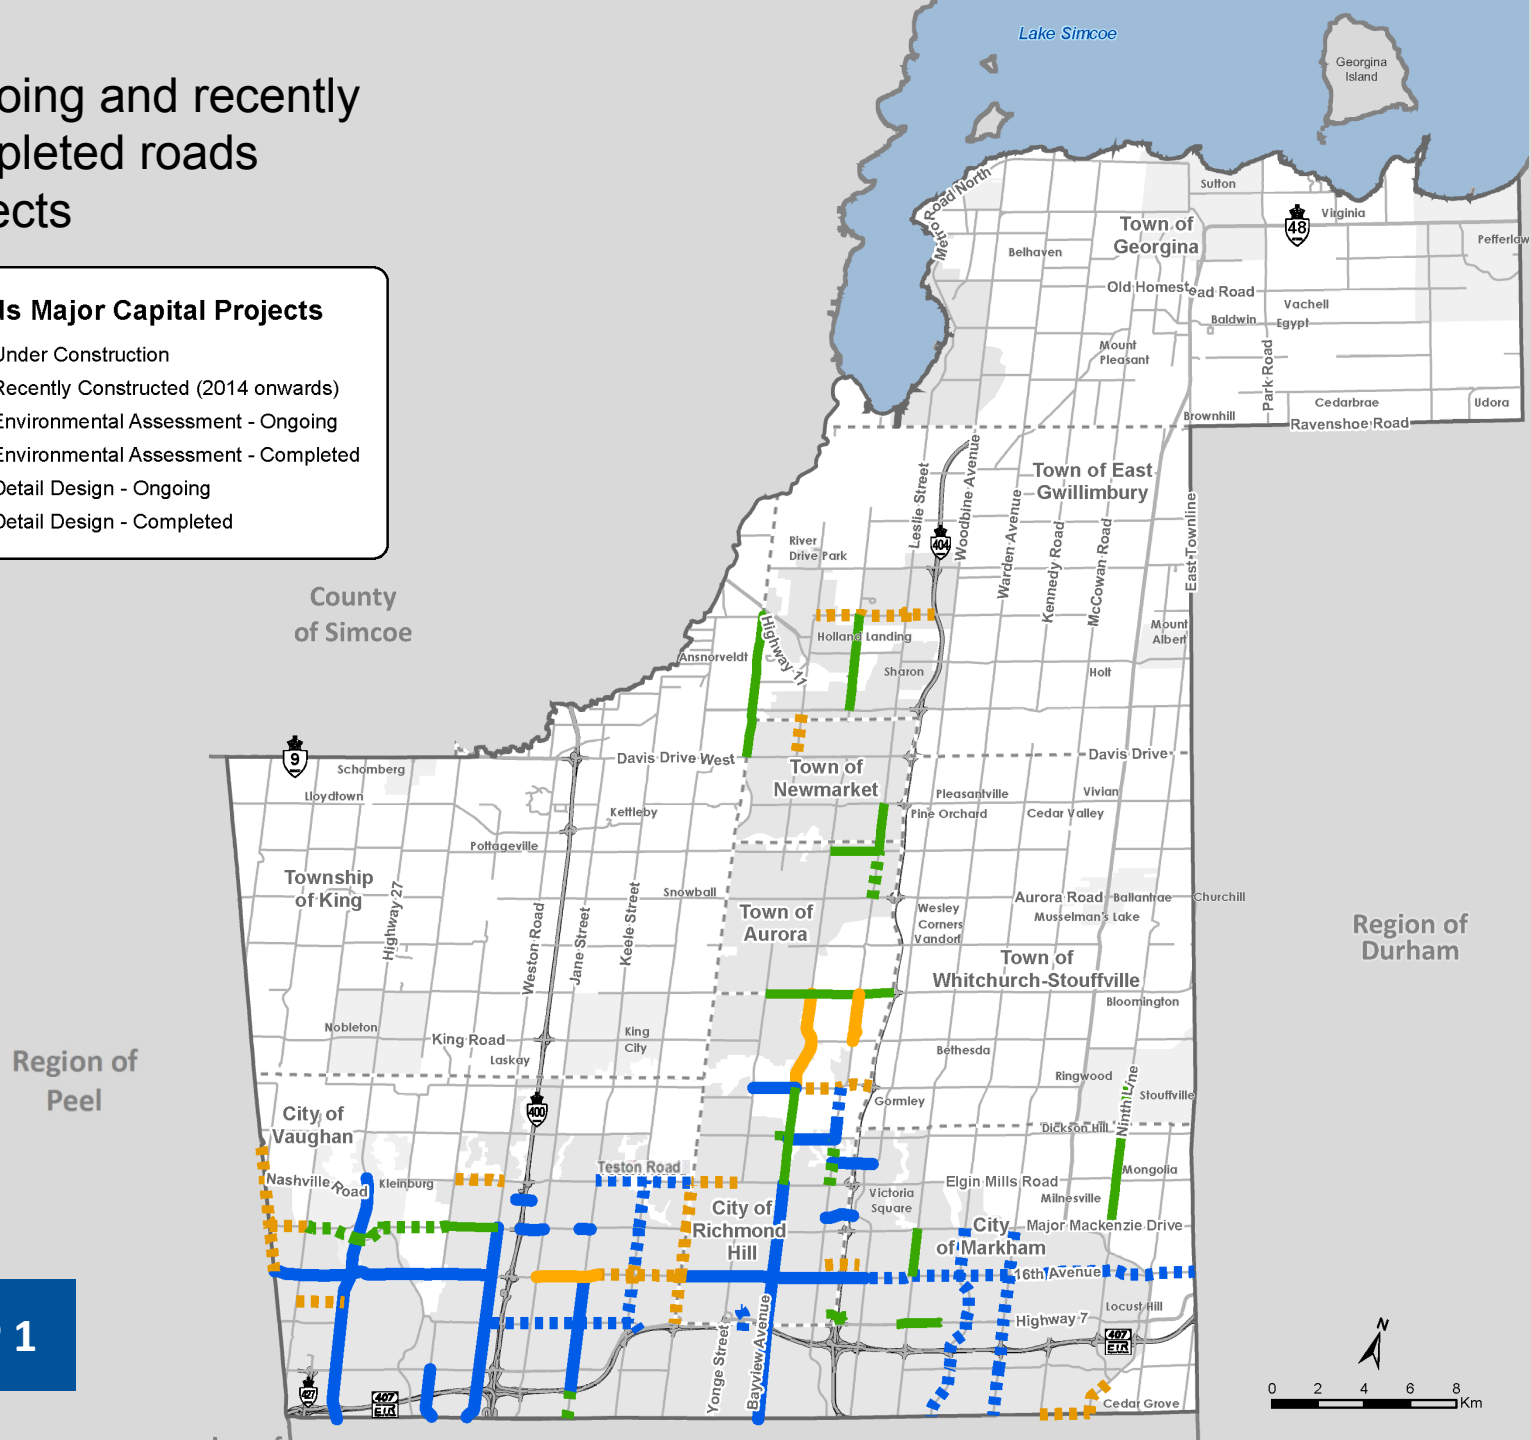 oing and recently
pleted roads
ects
ds Major Capital Projects
Under Construction
Recently Constructed (2014 onwards)
Environmental Assessment - Ongoing
Environmental Assessment - Completed
Detail Design - Ongoing
Detail Design - Completed
Lake Simcoe
Georgina
Island
Metro Road North
Sutton
Virginia
48
Town of
Georgina
Pefferlaw
Belhaven
Old Homestead Road
Vachell
Baldwin
Egypt
Mount
Pleasant
Park Road
Cedarbrae
Udora
Brownhill
Ravenshoe Road
Town of East
Gwillimbury
Leslie Street
Woodbine Avenue
404
Warden Avenue
Kennedy Road
McCowan Road
East Townline
River
Drive Park
County
of Simcoe
Highway 11
Holland Landing
Mount
Albert
Ansnorveldt
Sharon
Holt
9
Schomberg
Davis Drive West
Davis Drive
Town of
Newmarket
Lloydtown
Kettleby
Pleasantville
Vivian
Pine Orchard
Cedar Valley
Pottageville
Township
of King
Highway 27
Snowball
Weston Road
Jane Street
Keele Street
Town of
Aurora
Wesley
Corners
Vandorf
Aurora Road
Ballantrae
Churchill
Musselman's Lake
Region of
Durham
Town of
Whitchurch-Stouffville
Bloomington
Nobleton
King Road
King
City
Laskay
Bethesda
Region of
Peel
Ringwood
Stouffville
Ninth Line
City of
Vaughan
400
Gormley
Dickson Hill
Nashville Road
Kleinburg
Teston Road
Mongolia
Elgin Mills Road
Milnesville
Victoria
Square
City of
Richmond
Hill
City
of Markham
Major Mackenzie Drive
16th Avenue
Locust Hill
Highway 7
Yonge Street
Bayview Avenue
1
427
407
ETR
407
ETR
Cedar Grove
N
0 2 4 6 8
Km